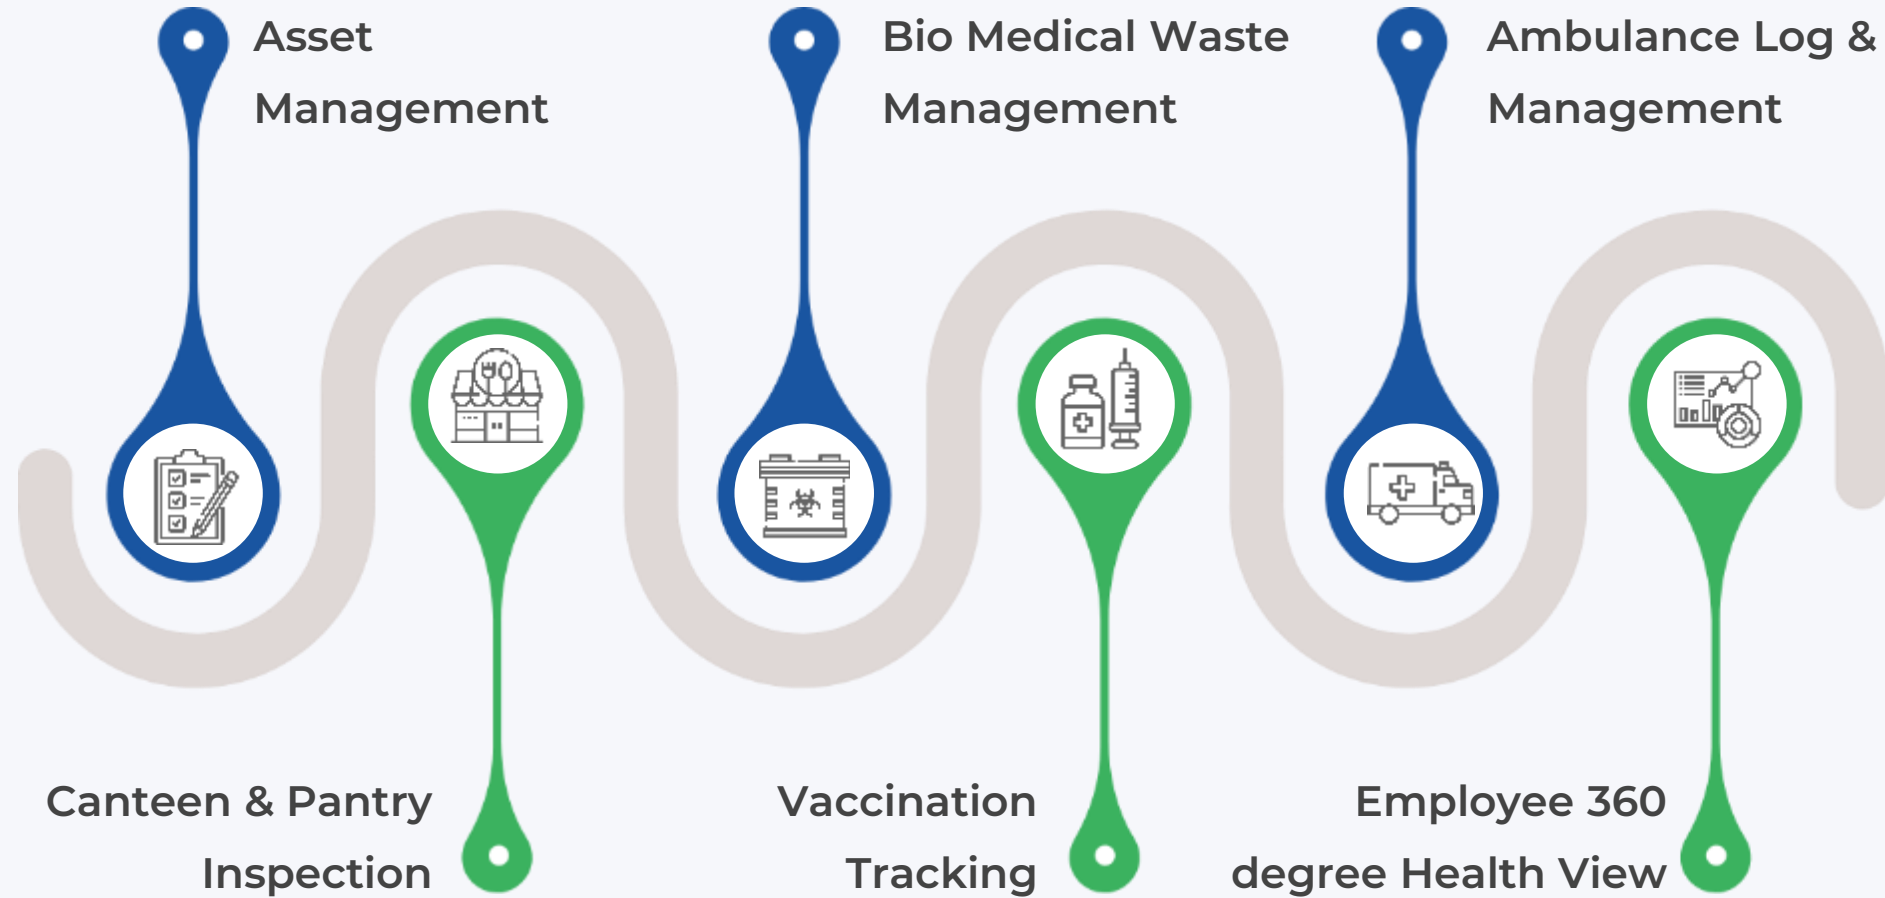 Asset
Management
Bio Medical Waste
Management
Ambulance Log &
Management
Canteen & Pantry
Inspection
Vaccination
Tracking
Employee 360
degree Health View